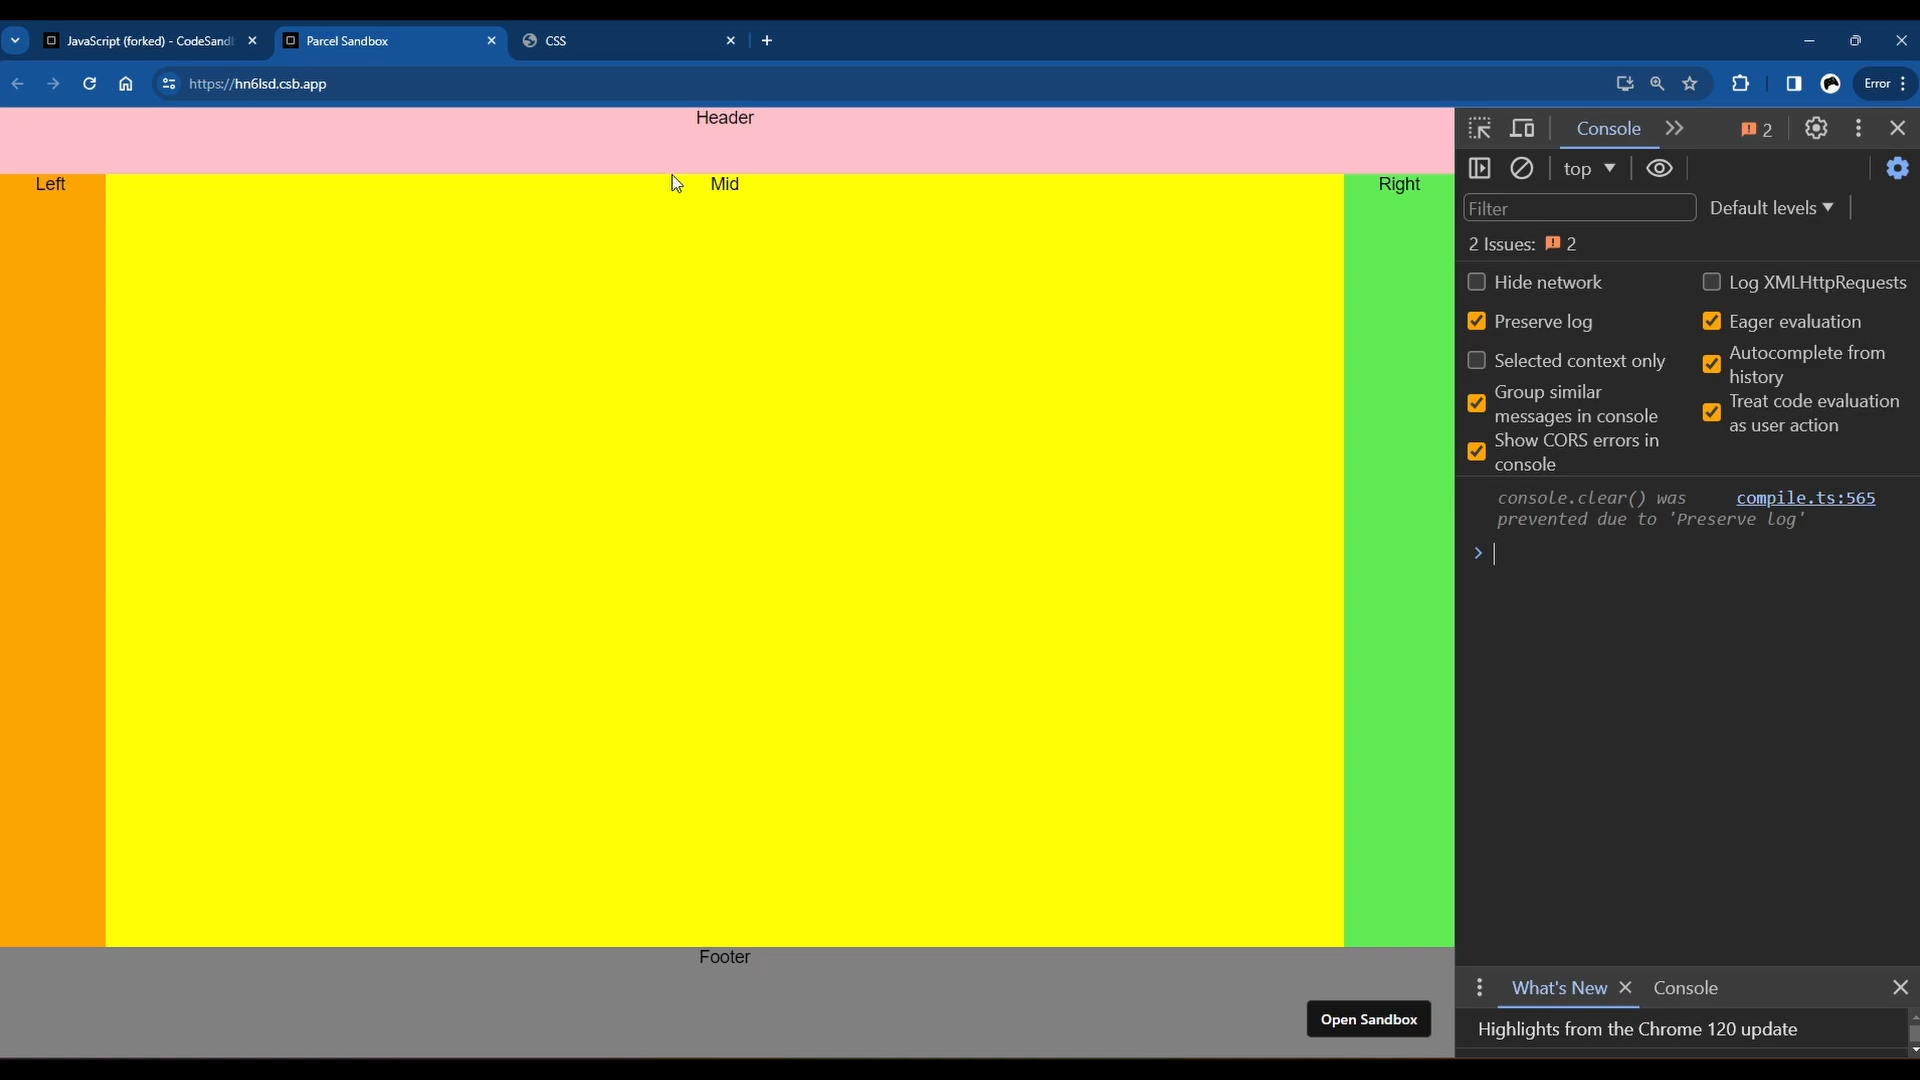 JavaScript (forked) - CodeSand
Parcel Sandbox
CSS
https://hn6lsd.csb.app
Error
Header
Left
Mid
Right
Footer
Open Sandbox
Console
2
top
Filter
Default levels
2 Issues:
2
Hide network
Log XMLHttpRequests
Preserve log
Eager evaluation
Selected context only
Autocomplete from
history
Group similar
messages in console
Treat code evaluation
as user action
Show CORS errors in
console
console.clear() was
prevented due to 'Preserve log'
compile.ts:565
What's New
Console
Highlights from the Chrome 120 update